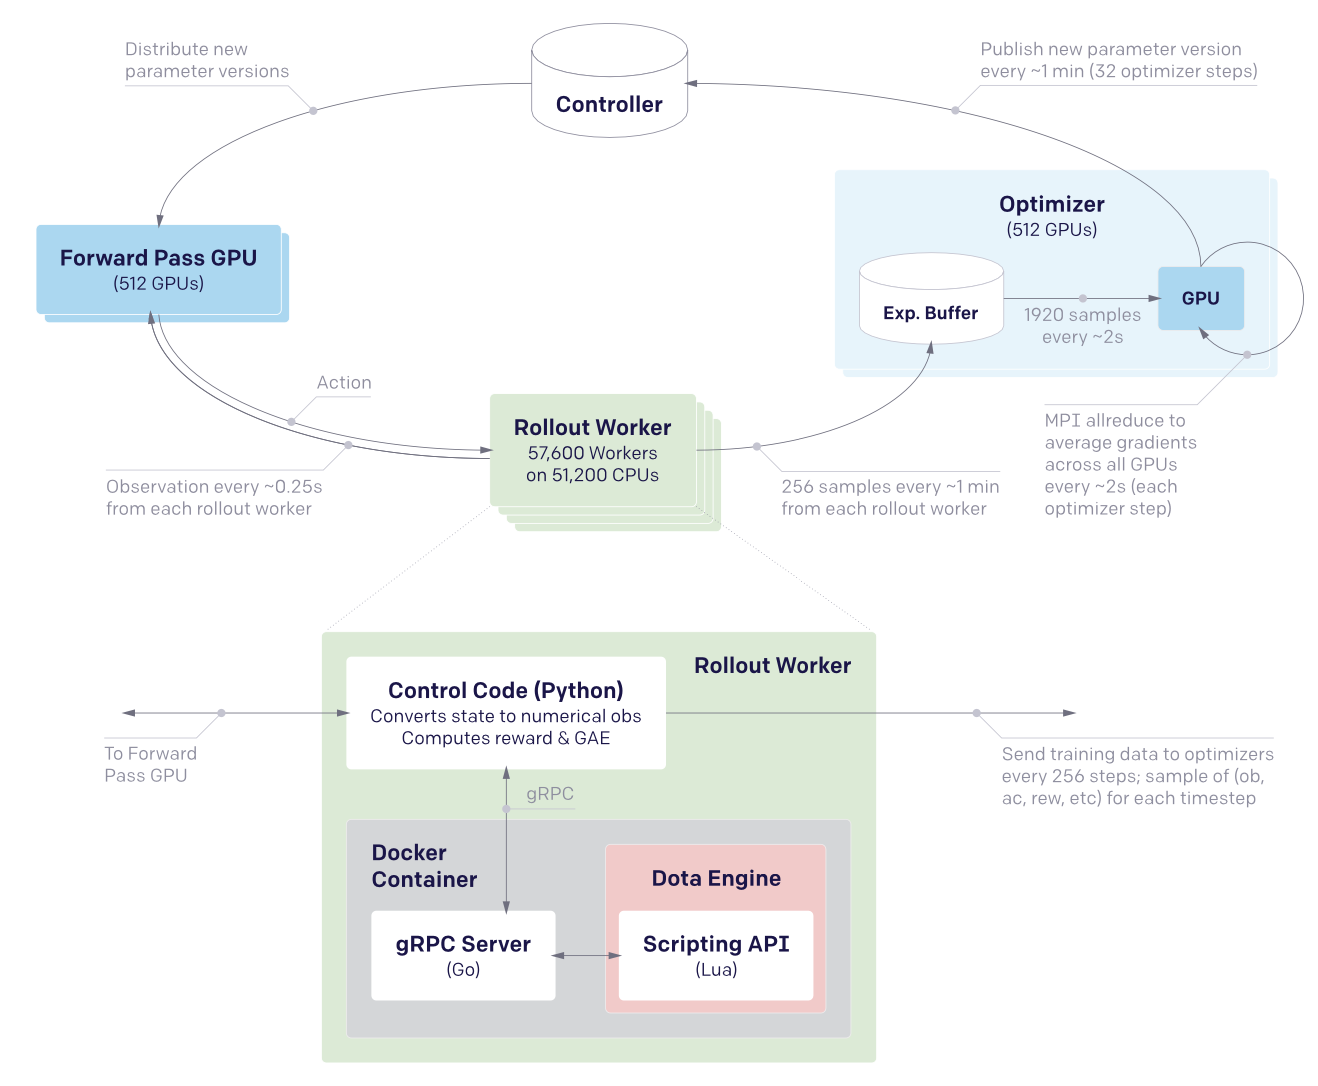 Distribute new
parameter versions
Controller
Publish new parameter version
every ~1 min (32 optimizer steps)
Forward Pass GPU
(512 GPUs)
Optimizer
(512 GPUs)
Exp. Buffer
1920 samples
every ~2s
GPU
Action
Observation every ~0.25s
from each rollout worker
Rollout Worker
57,600 Workers
on 51,200 CPUs
256 samples every ~1 min
from each rollout worker
MPI allreduce to
average gradients
across all GPUs
every ~2s (each
optimizer step)
Rollout Worker
Control Code (Python)
Converts state to numerical obs
Computes reward & GAE
To Forward
Pass GPU
Send training data to optimizers
every 256 steps; sample of (ob,
ac, rew, etc) for each timestep
gRPC
Docker
Container
Dota Engine
gRPC Server
(Go)
Scripting API
(Lua)